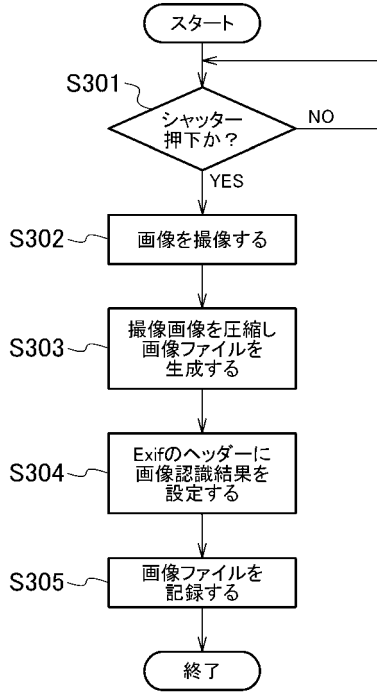 スタート
S301
シャッター
押下か？
NO
YES
S302
画像を撮像する
S303
撮像画像を圧縮し
画像ファイルを
生成する
S304
Exifのヘッダーに
画像認識結果を
設定する
S305
画像ファイルを
記録する
終了